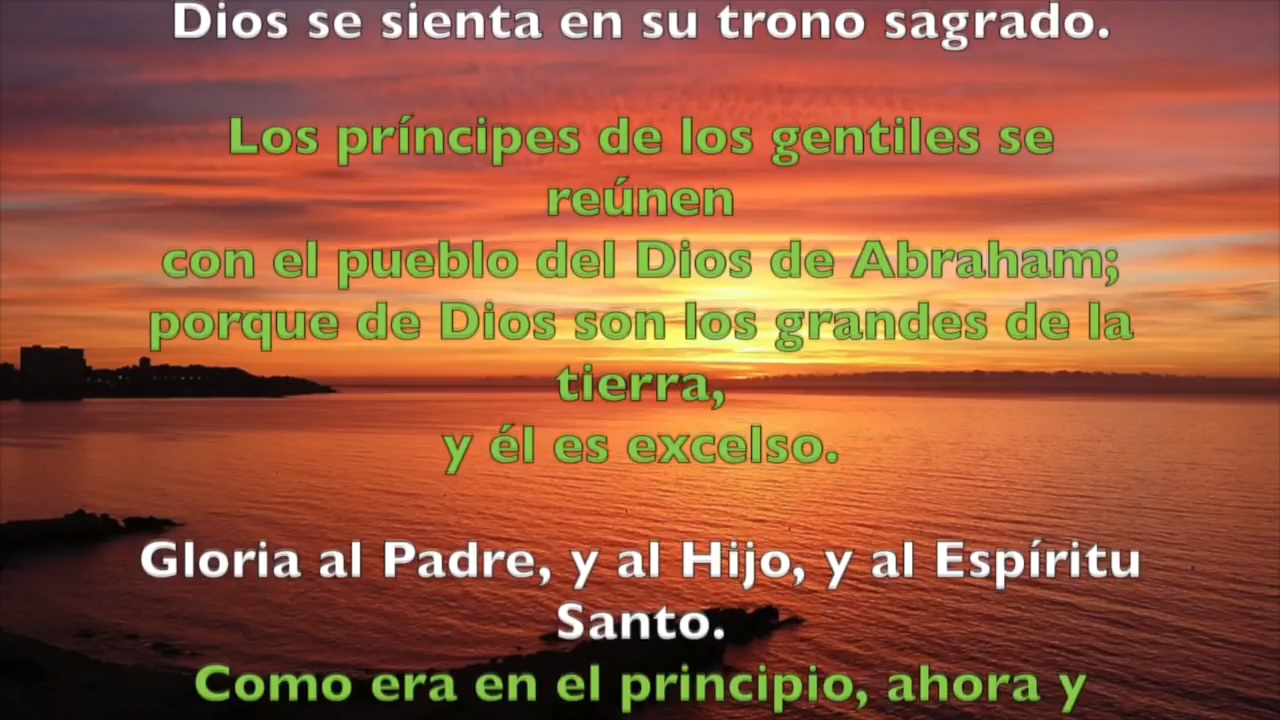 Dios se sienta en su trono sagrado.
Los príncipes de los gentiles se
reúnen
con el pueblo del Dios de Abraham;
porque de Dios son los grandes de la
tierra,
y él es excelso.
Gloria al Padre, y al Hijo, y al Espíritu
Santo.
Como era en el principio, ahora y